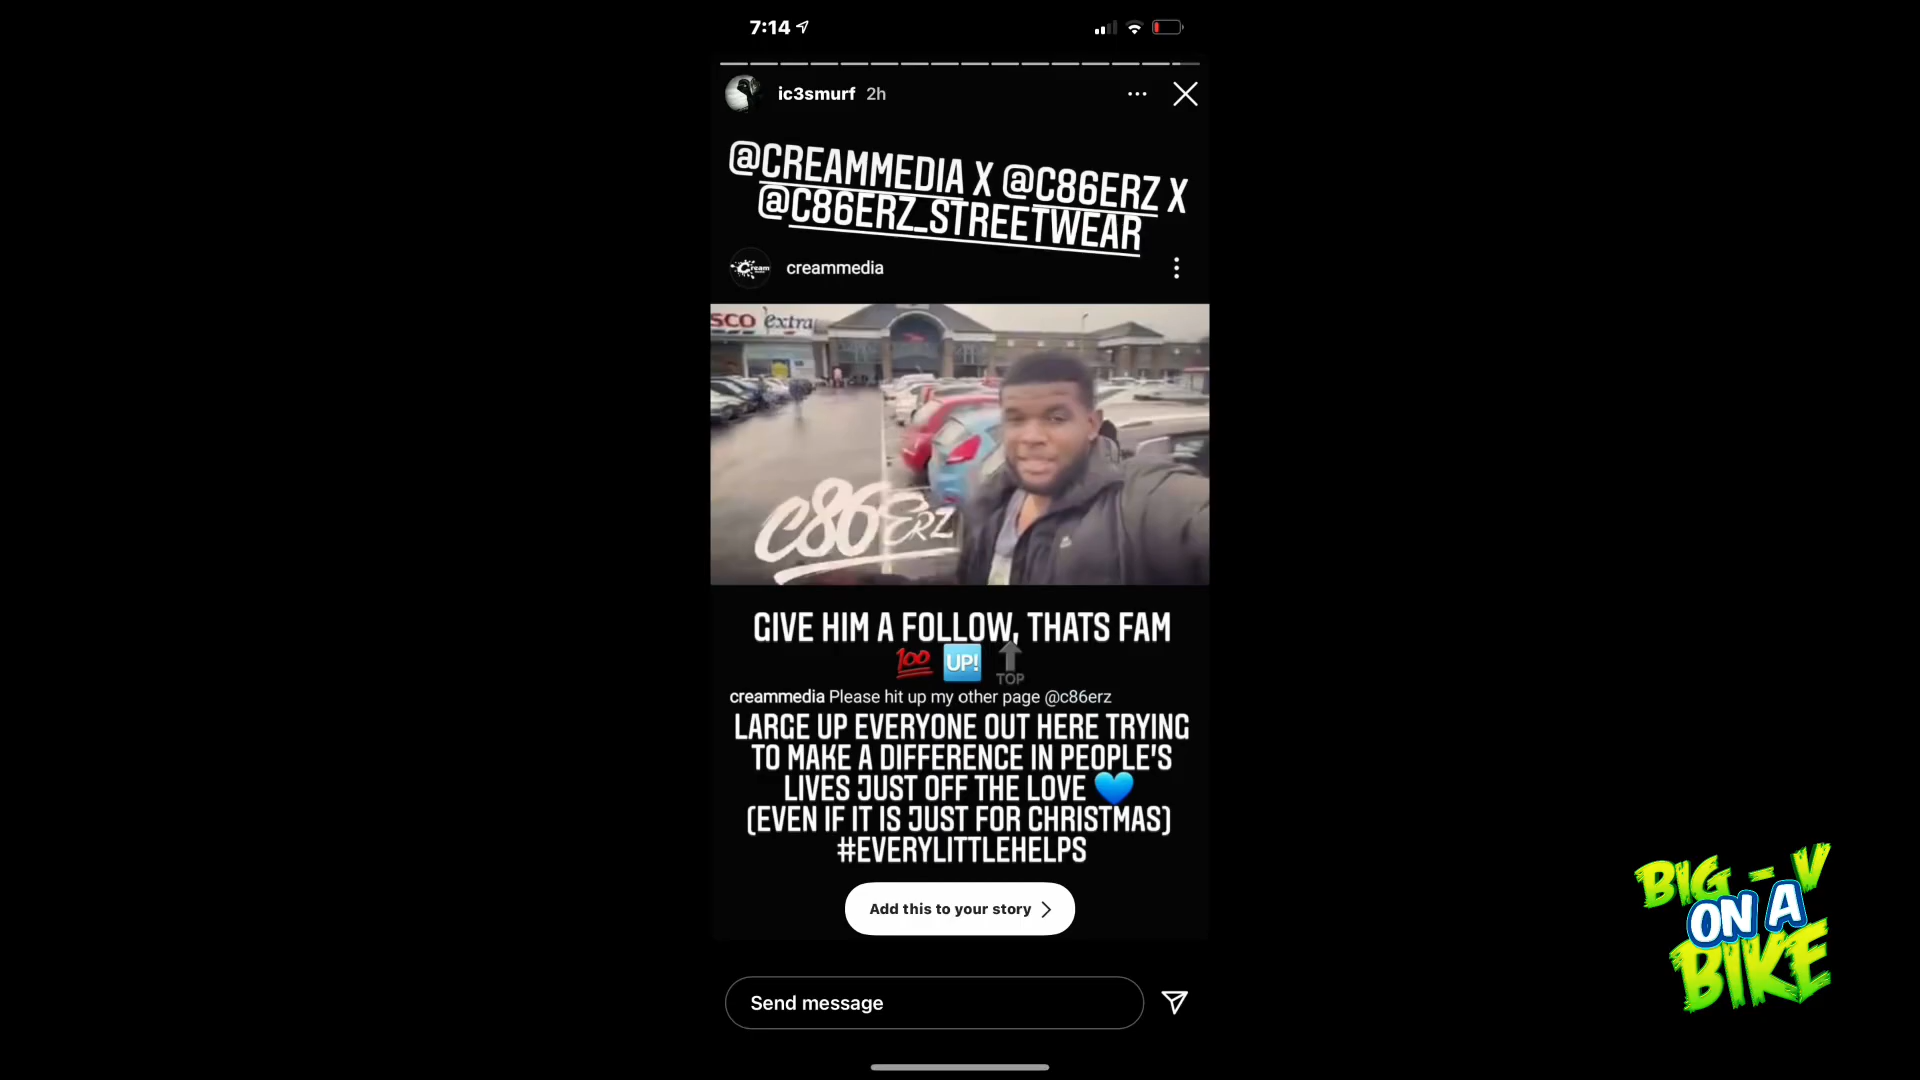 7:14
ic3smurf 2h
@CREAMMEDIA X @C86ERZ X
@C86ERZ_STREETWEAR
Cream
creammedia
SCO extra
C86ERZ
GIVE HIM A FOLLOW, THATS FAM
💯 🆙 🔝
creammedia Please hit up my other page @c86erz
LARGE UP EVERYONE OUT HERE TRYING
TO MAKE A DIFFERENCE IN PEOPLE'S
LIVES JUST OFF THE LOVE 💙
(EVEN IF IT IS JUST FOR CHRISTMAS)
#EVERYLITTLEHELPS
Add this to your story
Send message
BIG - V
ON A
BIKE